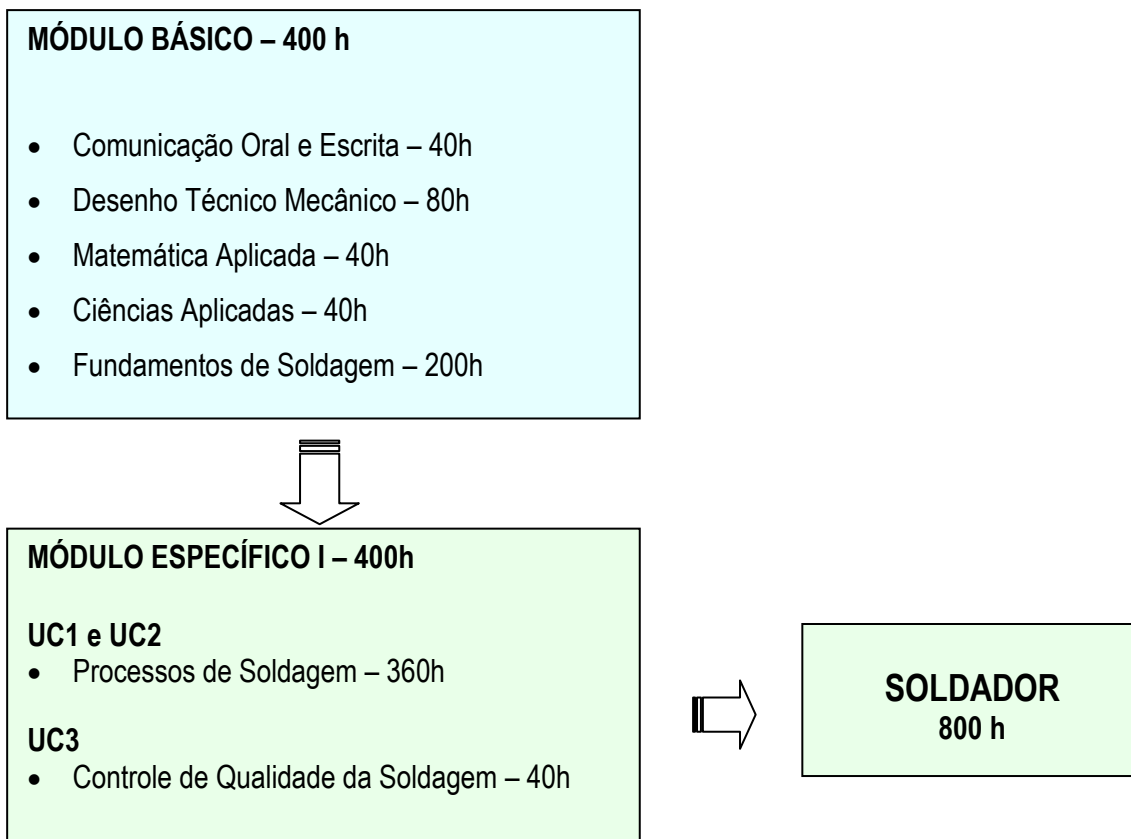 MÓDULO BÁSICO – 400 h
• Comunicação Oral e Escrita – 40h
• Desenho Técnico Mecânico – 80h
• Matemática Aplicada – 40h
• Ciências Aplicadas – 40h
• Fundamentos de Soldagem – 200h
MÓDULO ESPECÍFICO I – 400h
UC1 e UC2
• Processos de Soldagem – 360h
UC3
• Controle de Qualidade da Soldagem – 40h
SOLDADOR
800 h